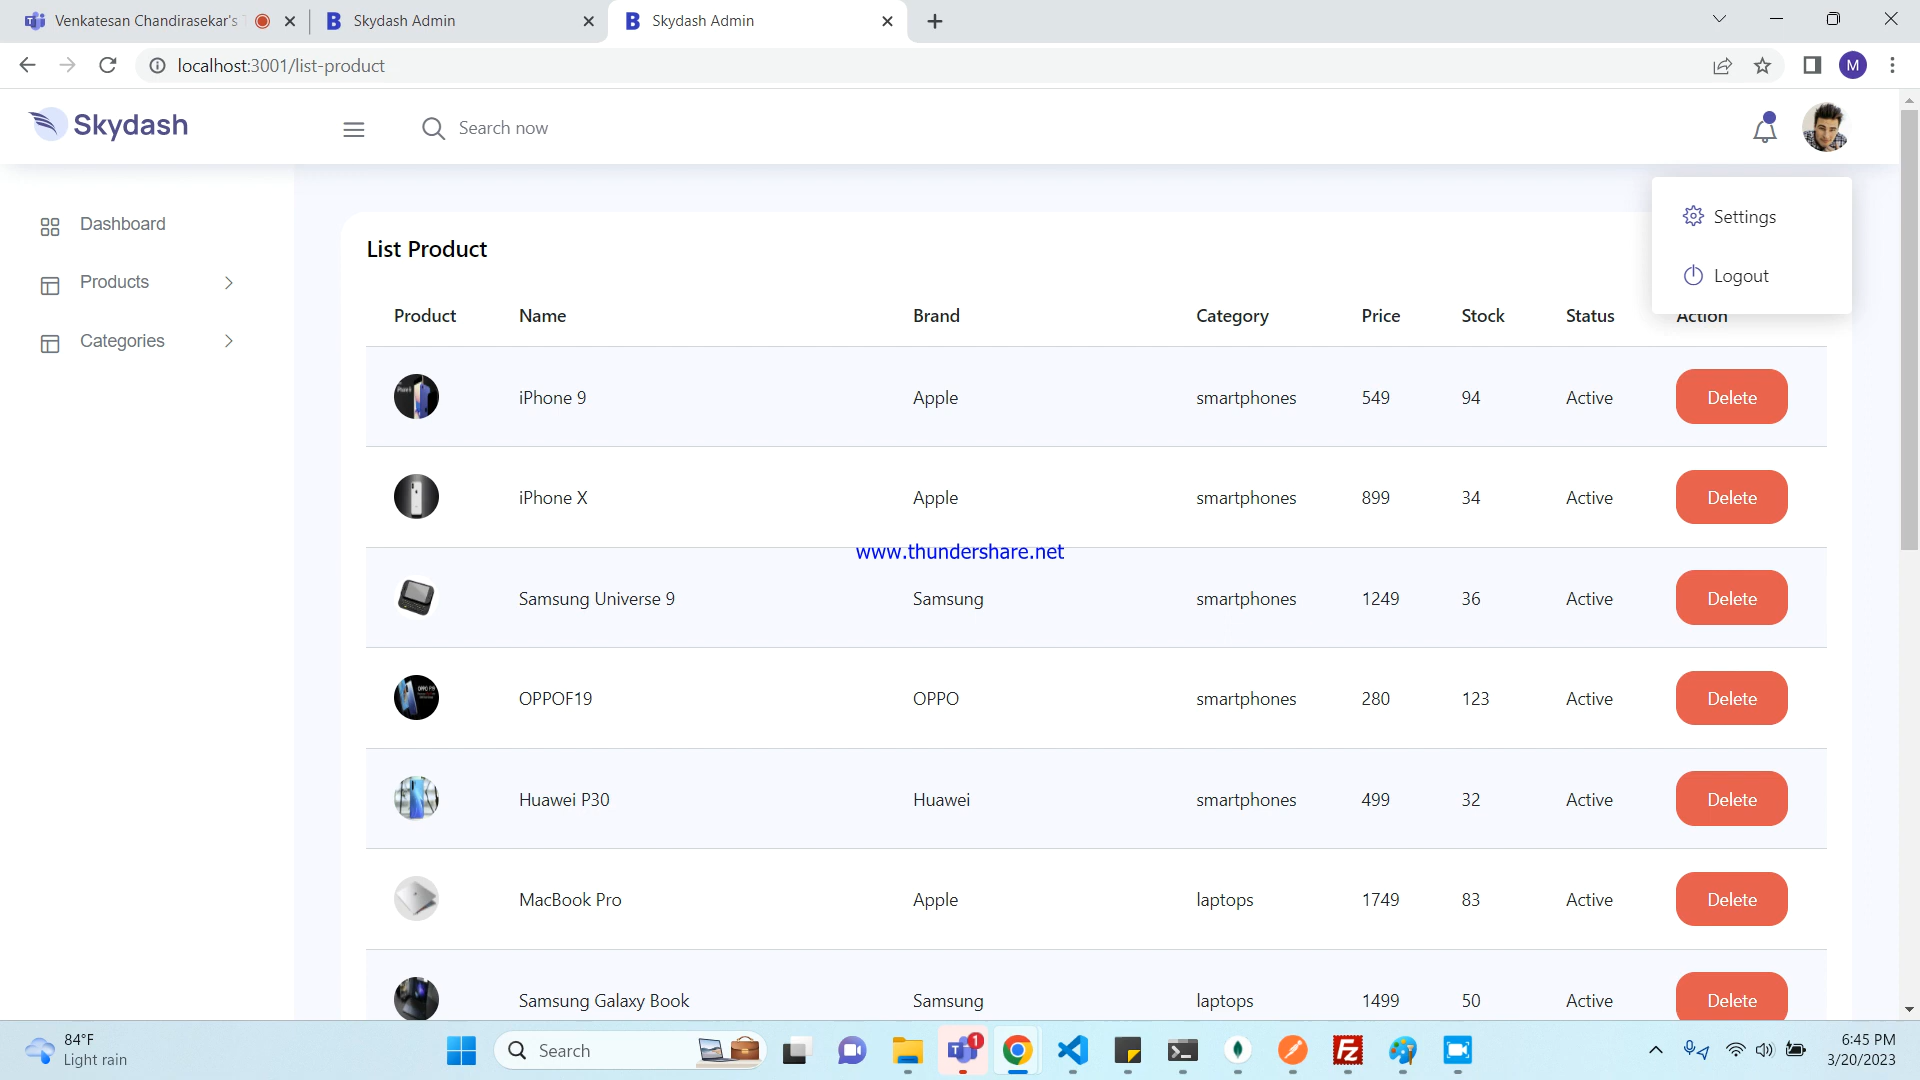 Venkatesan Chandirasekar's
Skydash Admin
Skydash Admin
localhost:3001/list-product
M
Skydash
Search now
Dashboard
Products
Categories
Settings
Logout
List Product
Product Name Brand Category Price Stock Status Action
iPhone 9 Apple smartphones 549 94 Active Delete
iPhone X Apple smartphones 899 34 Active Delete
www.thundershare.net
Samsung Universe 9 Samsung smartphones 1249 36 Active Delete
OPPOF19 OPPO smartphones 280 123 Active Delete
Huawei P30 Huawei smartphones 499 32 Active Delete
MacBook Pro Apple laptops 1749 83 Active Delete
Samsung Galaxy Book Samsung laptops 1499 50 Active Delete
84°F
Light rain
Search
1
6:45 PM
3/20/2023